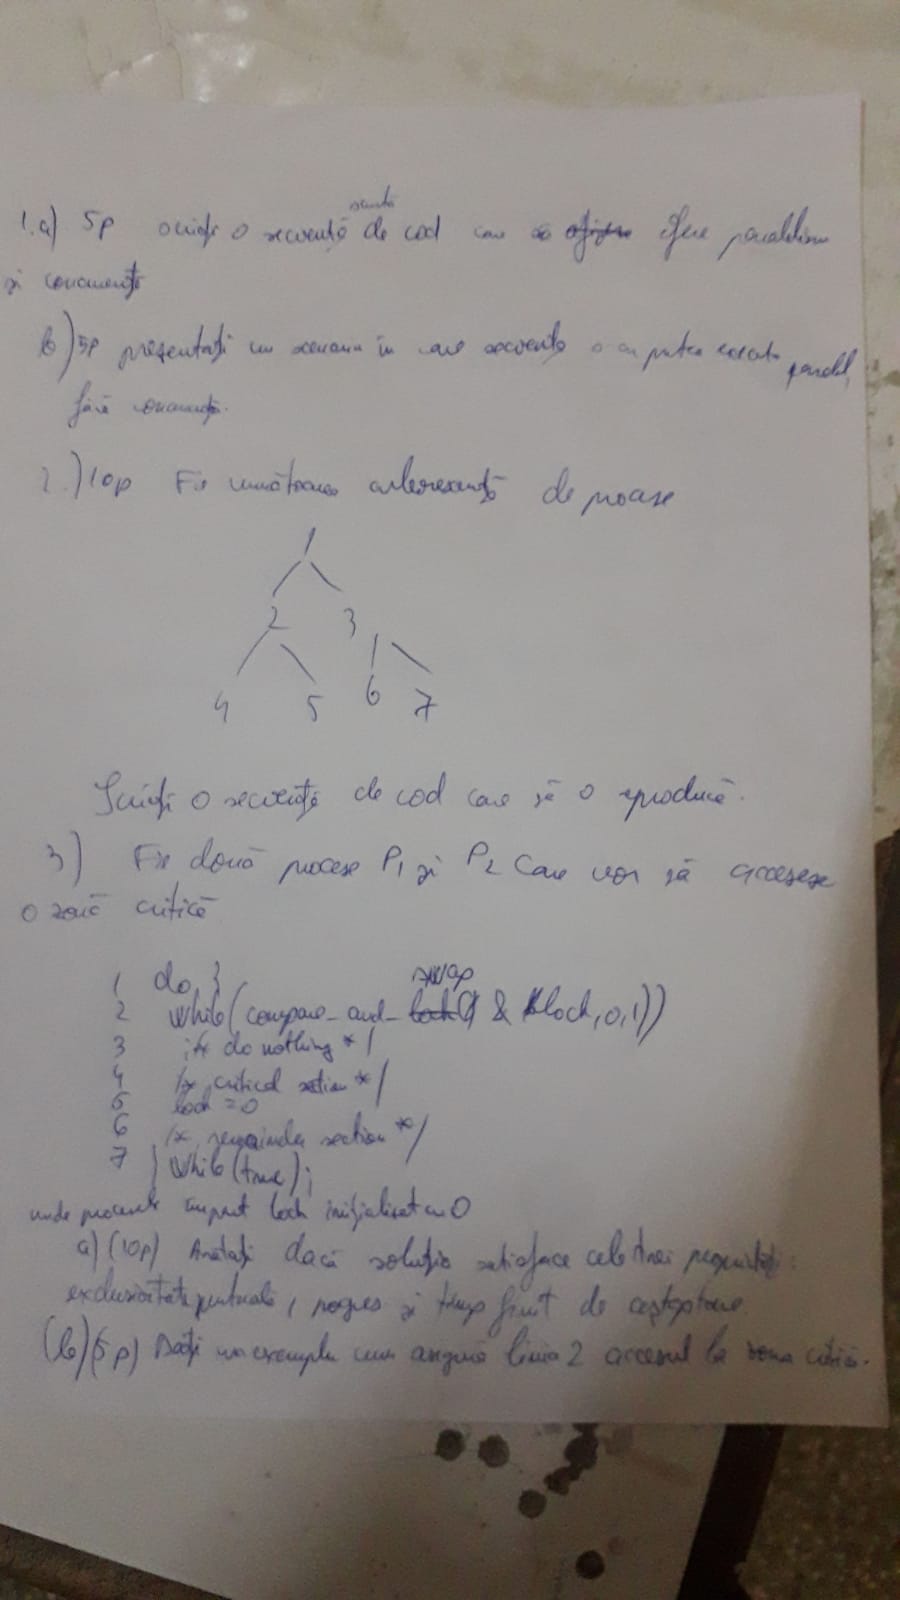 scurtă
1.a) 5p scrieți o secvență de cod care să ofere paralelism
și concurență
b) 5p prezentați un scenariu în care secvența s-ar putea executa paralel,
fără concurență.
2.) 10p Fie următoarea arborescență de procese
1
2 3
4 5 6 7
Scrieți o secvență de cod care să o reproducă.
3) Fie două procese P1 și P2 care vor să acceseze
o zonă critică
1 do {
swap
2 while (compare_and_ (& lock, 0, 1))
3 ; /* do nothing */
4 /* critical section */
5 lock = 0
6 /* remainder section */
7 } while (true);
unde procesele împart lock inițializat cu 0
a) (10p) Arătați dacă soluția satisface cele trei proprietăți:
exclusivitate mutuală, progres și timp finit de așteptare.
(b) (5p) Dați un exemplu cum asigură linia 2 accesul la zona critică.